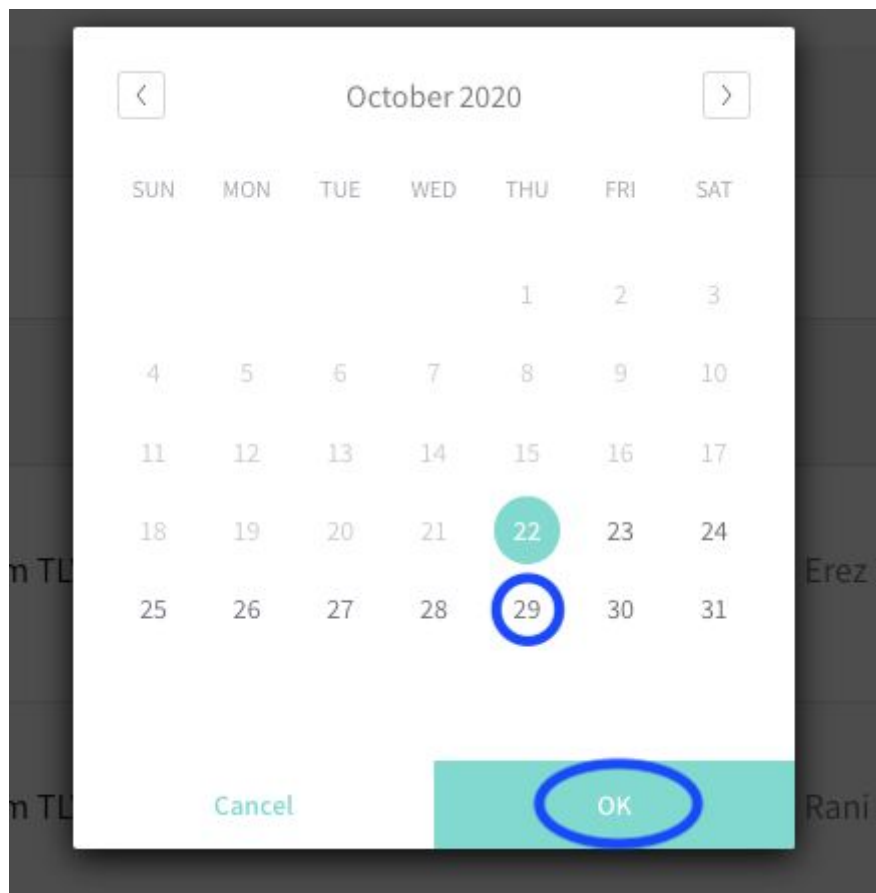 October 2020
SUN MON TUE WED THU FRI SAT
1 2 3
4 5 6 7 8 9 10
11 12 13 14 15 16 17
18 19 20 21 22 23 24
25 26 27 28 29 30 31
m TL Erez
Cancel OK
m TL Rani